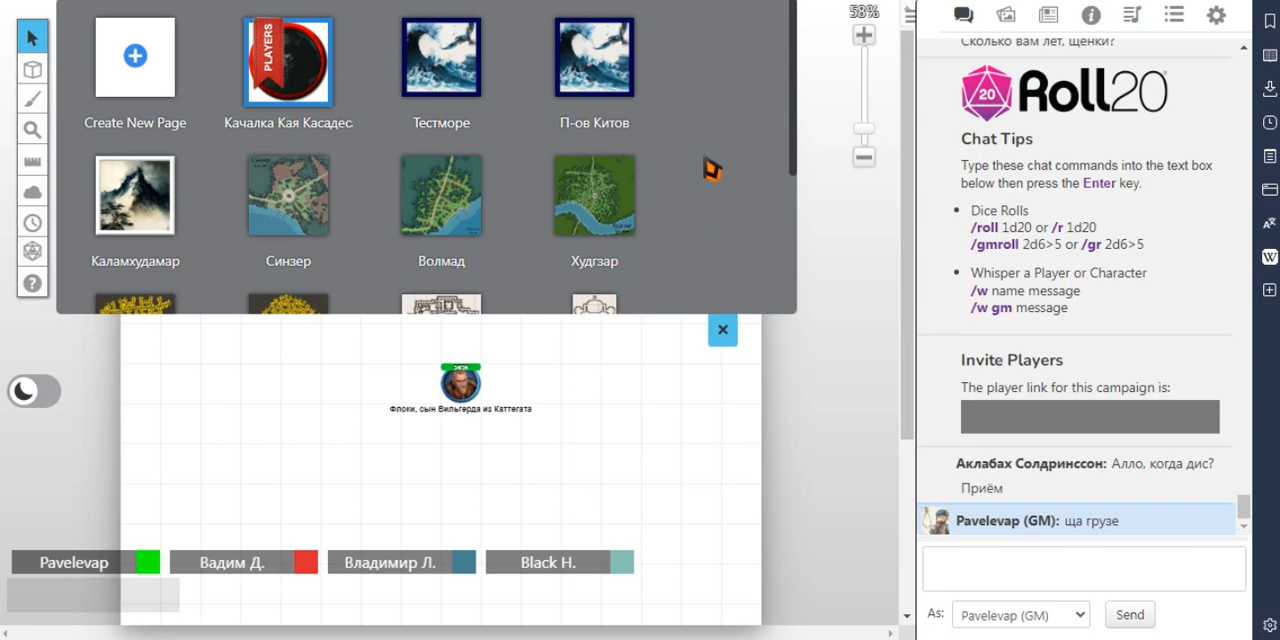 PLAYERS
Create New Page
Качалка Кая Касадес
Тестморе
П-ов Китов
Каламхудамар
Синзер
Волмад
Худгзар
58%
Флоки, сын Вильгерда из Каттегата
Pavelevap
Вадим Д.
Владимир Л.
Black H.
Сколько вам лет, щенки?
20 Roll20
Chat Tips
Type these chat commands into the text box
below then press the Enter key.
• Dice Rolls
/roll 1d20 or /r 1d20
/gmroll 2d6>5 or /gr 2d6>5
• Whisper a Player or Character
/w name message
/w gm message
Invite Players
The player link for this campaign is:
Аклабах Солдринссон: Алло, когда дис?
Приём
Pavelevap (GM): ща грузе
As:
Pavelevap (GM)
Send